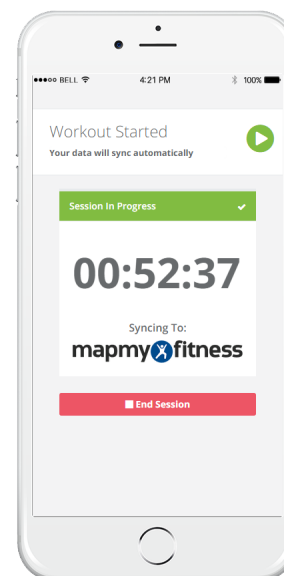 BELL 4:21 PM 100%
Workout Started
Your data will sync automatically
Session In Progress
00:52:37
Syncing To:
mapmyfitness
End Session